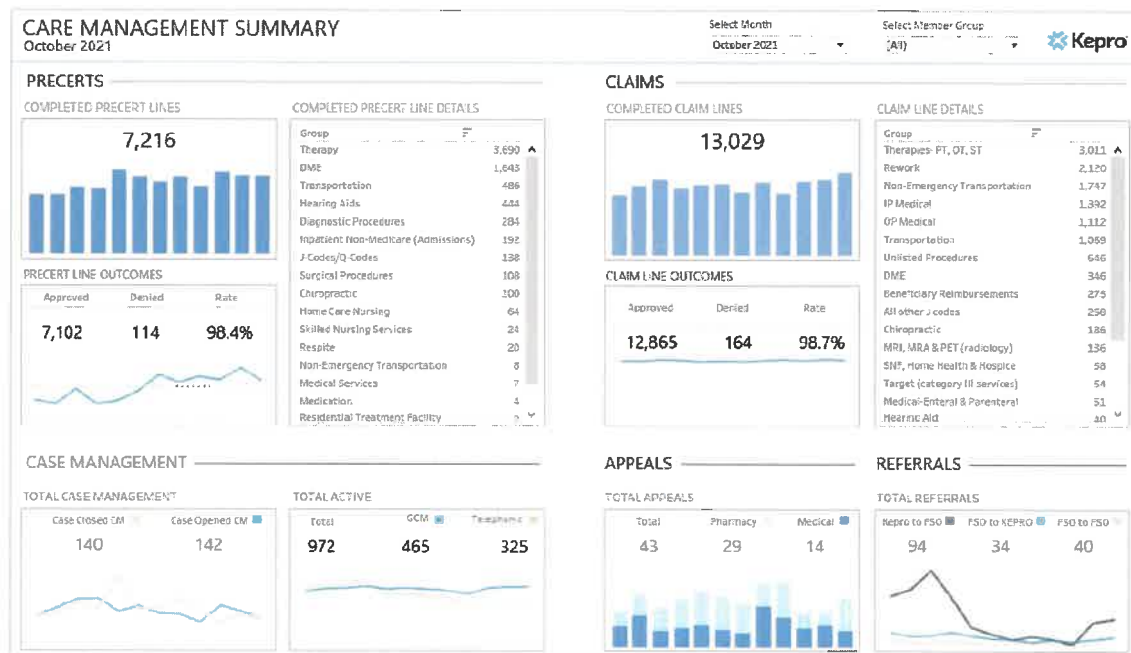 CARE MANAGEMENT SUMMARY
October 2021
Select Month
October 2021
Select Member Group
(All)
Kepro
PRECERTS
COMPLETED PRECERT LINES
7,216
COMPLETED PRECERT LINE DETAILS
Group
Therapy 3,690
DME 1,643
Transportation 486
Hearing Aids 444
Diagnostic Procedures 284
Inpatient Non-Medicare (Admissions) 192
J-Codes/Q-Codes 138
Surgical Procedures 108
Chiropractic
Home Care Nursing 64
Skilled Nursing Services 24
Respite 20
Non-Emergency Transportation 8
Medical Services 7
Medication 4
Residential Treatment Facility 2
PRECERT LINE OUTCOMES
Approved Denied Rate
7,102 114 98.4%
CLAIMS
COMPLETED CLAIM LINES
13,029
CLAIM LINE DETAILS
Group
Therapies- PT, OT, ST 3,011
Rework 2,120
Non-Emergency Transportation 1,747
IP Medical 1,392
OP Medical 1,112
Transportation 1,069
Unlisted Procedures 646
DME 346
Beneficiary Reimbursements 275
All other J codes 258
Chiropractic 186
MRI, MRA & PET (radiology) 136
SNF, Home Health & Hospice 58
Target (category III services) 54
Medical-Enteral & Parenteral 51
Hearing Aid 40
CLAIM LINE OUTCOMES
Approved Denied Rate
12,865 164 98.7%
CASE MANAGEMENT
TOTAL CASE MANAGEMENT
Case Closed CM Case Opened CM
140 142
TOTAL ACTIVE
Total GCM Telephonic
972 465 325
APPEALS
TOTAL APPEALS
Total Pharmacy Medical
43 29 14
REFERRALS
TOTAL REFERRALS
Kepro to FSO FSO to KEPRO FSO to FSO
94 34 40